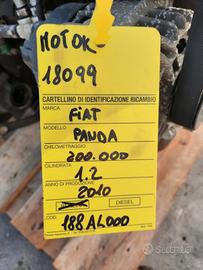 MOTOR
18099
CARTELLINO DI IDENTIFICAZIONE RICAMBIO
MARCA
FiAT
MODELLO
PANDA
CHILOMETRAGGIO
200.000
CILINDRATA
1.2
ANNO DI PRODUZIONE
2010
DIESEL
COD.
188A4000
Subito